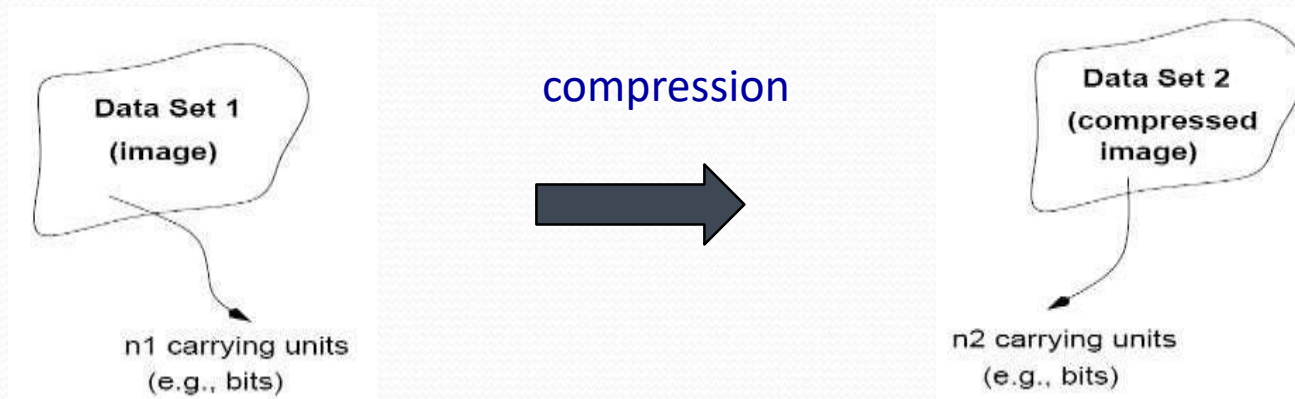 Data Set 1
(image)
n1 carrying units
(e.g., bits)
compression
Data Set 2
(compressed
image)
n2 carrying units
(e.g., bits)